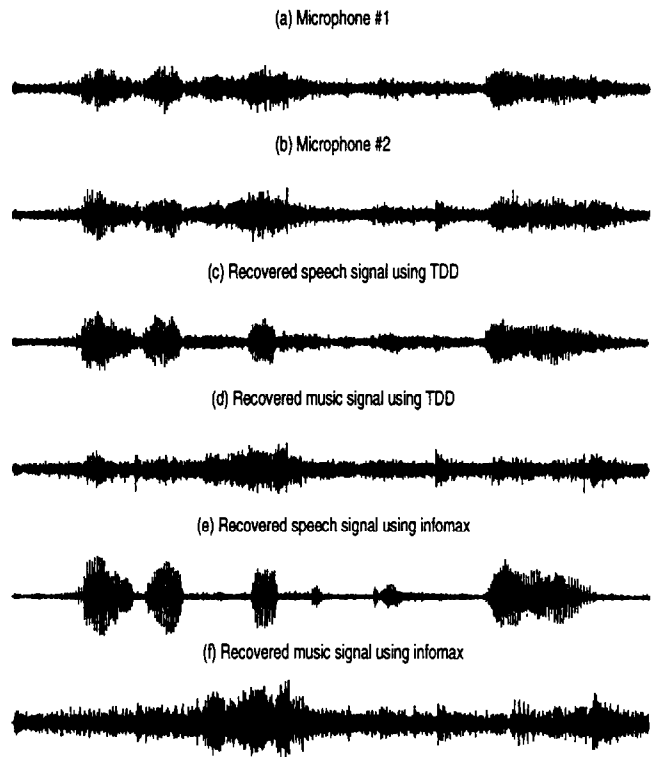 (a) Microphone #1
(b) Microphone #2
(c) Recovered speech signal using TDD
(d) Recovered music signal using TDD
(e) Recovered speech signal using infomax
(f) Recovered music signal using infomax